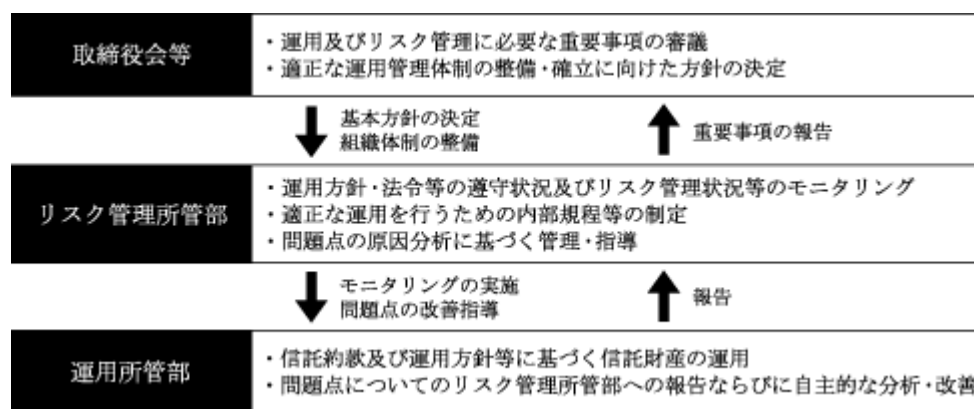 取締役会等
・運用及びリスク管理に必要な重要事項の審議
・適正な運用管理体制の整備・確立に向けた方針の決定
基本方針の決定
組織体制の整備
重要事項の報告
リスク管理所管部
・運用方針・法令等の遵守状況及びリスク管理状況等のモニタリング
・適正な運用を行うための内部規程等の制定
・問題点の原因分析に基づく管理・指導
モニタリングの実施
問題点の改善指導
報告
運用所管部
・信託約款及び運用方針等に基づく信託財産の運用
・問題点についてのリスク管理所管部への報告ならびに自主的な分析・改善